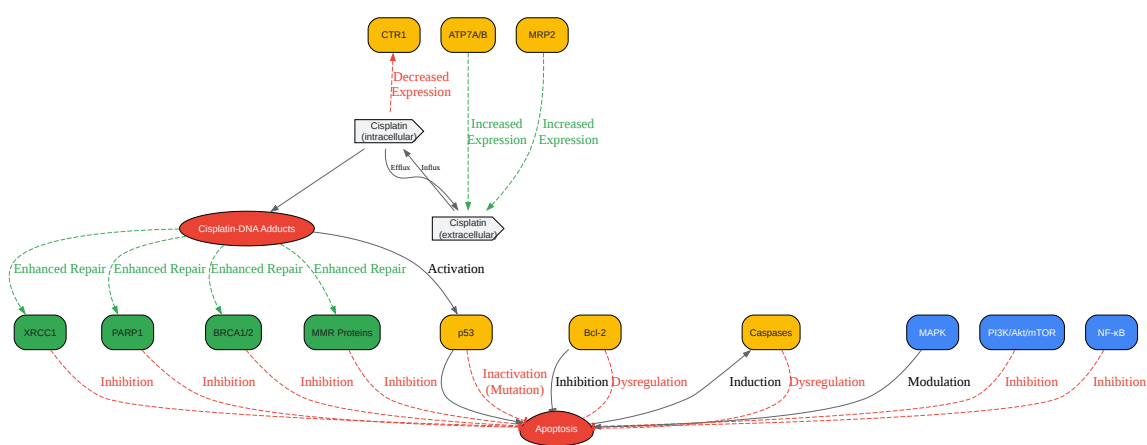 CTR1
ATP7A/B
MRP2
Decreased
Expression
Increased
Expression
Increased
Expression
Cisplatin
(intracellular)
Efflux
Influx
Cisplatin
(extracellular)
Cisplatin-DNA Adducts
Enhanced Repair
Enhanced Repair
Enhanced Repair
Enhanced Repair
Activation
XRCC1
PARP1
BRCA1/2
MMR Proteins
p53
Bcl-2
Caspases
MAPK
PI3K/Akt/mTOR
NF-κB
Inhibition
Inhibition
Inhibition
Inhibition
Inactivation
(Mutation)
Inhibition
Dysregulation
Induction
Dysregulation
Modulation
Inhibition
Inhibition
Apoptosis